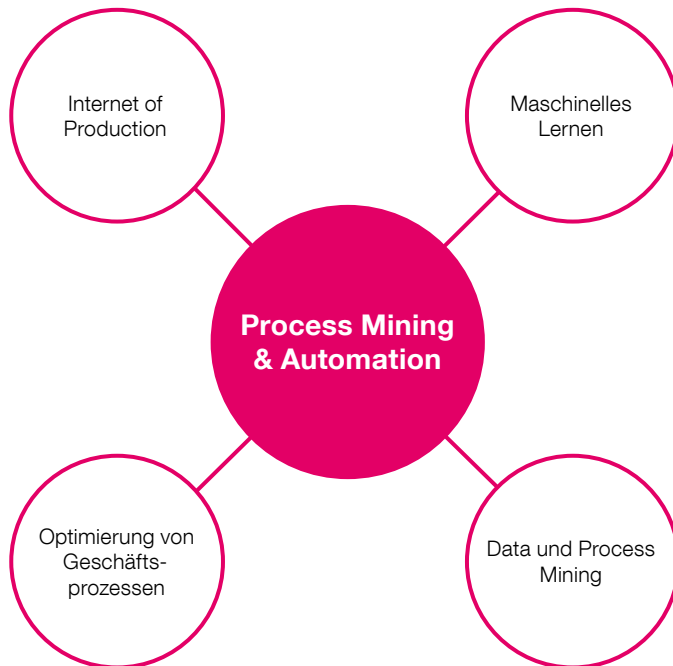 Internet of
Production
Maschinelles
Lernen
Process Mining
& Automation
Optimierung von
Geschäfts-
prozessen
Data und Process
Mining